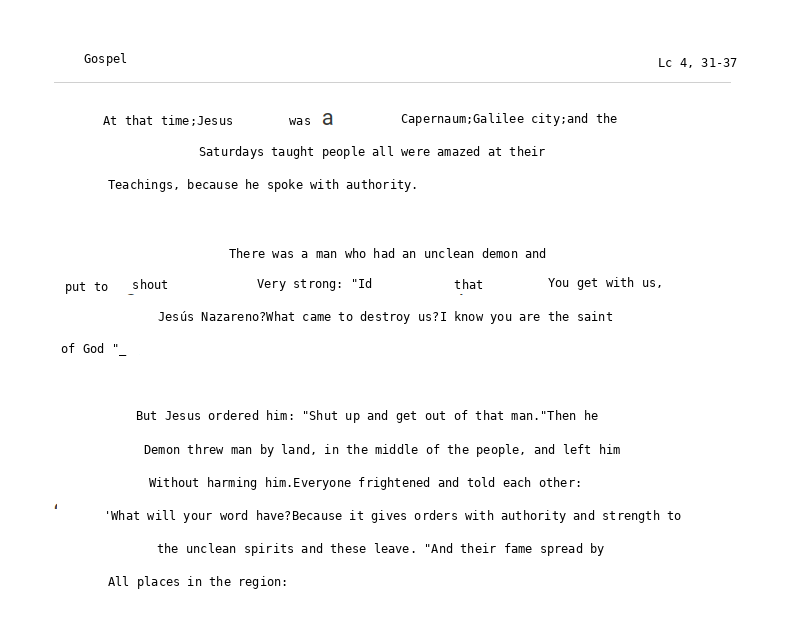 Gospel Lc 4, 31-37
At that time;Jesus was a Capernaum;Galilee city;and the
Saturdays taught people all were amazed at their
Teachings, because he spoke with authority.
There was a man who had an unclean demon and
put to shout Very strong: "Id that You get with us,
Jesús Nazareno?What came to destroy us?I know you are the saint
of God "_
But Jesus ordered him: "Shut up and get out of that man."Then he
Demon threw man by land, in the middle of the people, and left him
Without harming him.Everyone frightened and told each other:
'What will your word have?Because it gives orders with authority and strength to
the unclean spirits and these leave. "And their fame spread by
All places in the region: